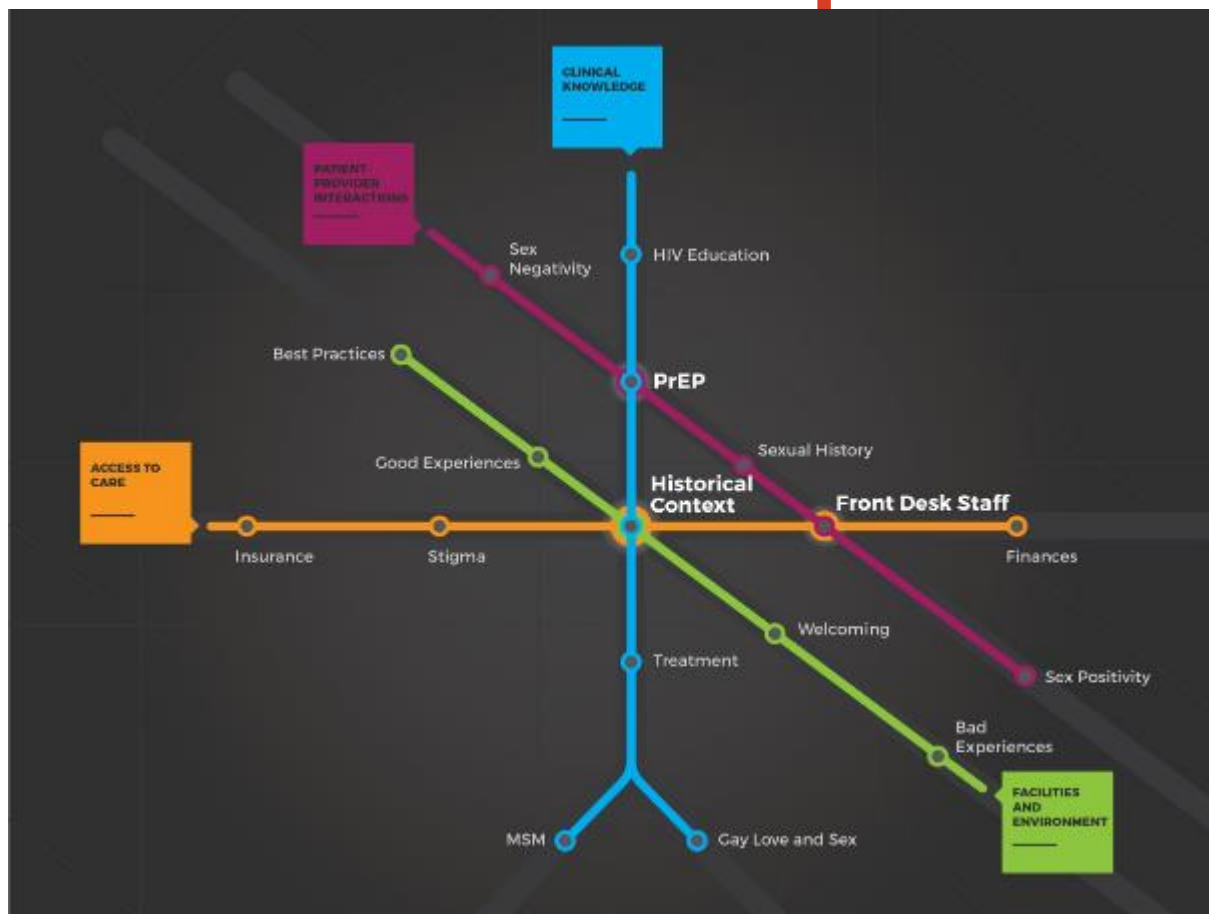 CLINICAL
KNOWLEDGE
PATIENT
PROVIDER
INTERACTIONS
Sex
Negativity
HIV Education
Best Practices
PrEP
Sexual History
Good Experiences
ACCESS TO
CARE
Historical
Context
Front Desk Staff
Insurance
Stigma
Finances
Welcoming
Treatment
Sex Positivity
Bad
Experiences
FACILITIES
AND
ENVIRONMENT
MSM
Gay Love and Sex